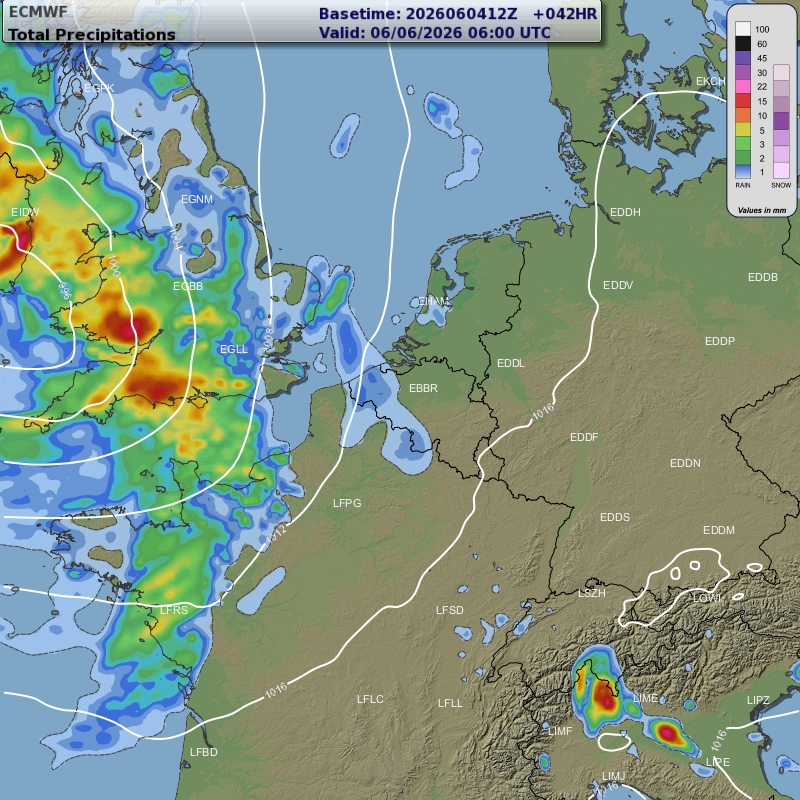 ECMWF
Total Precipitations
Basetime: 2026060412Z +042HR
Valid: 06/06/2026 06:00 UTC
100
60
45
30
22
15
10
5
3
2
1
RAIN
SNOW
Values in mm
EGPK
EKCH
EGNM
EIDW
EDDH
1004
1000
996
EGBB
EDDV
EDDB
EHAM
1008
EGLL
EDDP
EDDL
EBBR
1016
EDDF
EDDN
LFPG
EDDS
1012
EDDM
LFRS
LFSD
LSZH
LOWI
1016
LFLC
LFLL
LIME
LIPZ
LIMF
1016
LFBD
LIPE
LIMJ
1016